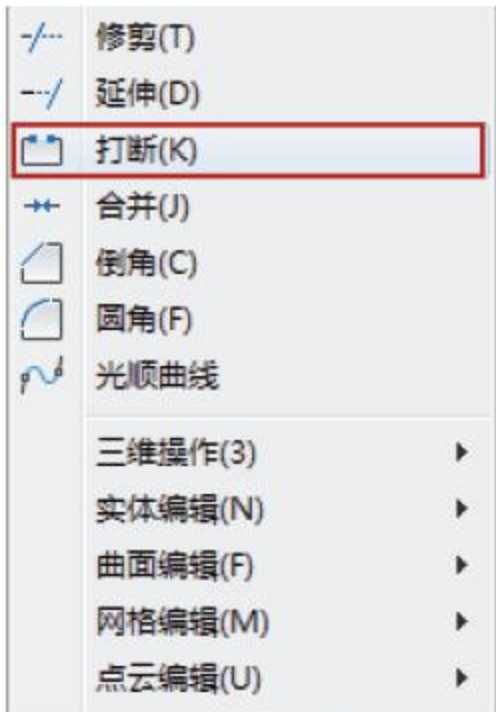 修剪(T)
延伸(D)
打断(K)
合并(J)
倒角(C)
圆角(F)
光顺曲线
三维操作(3)
实体编辑(N)
曲面编辑(F)
网格编辑(M)
点云编辑(U)